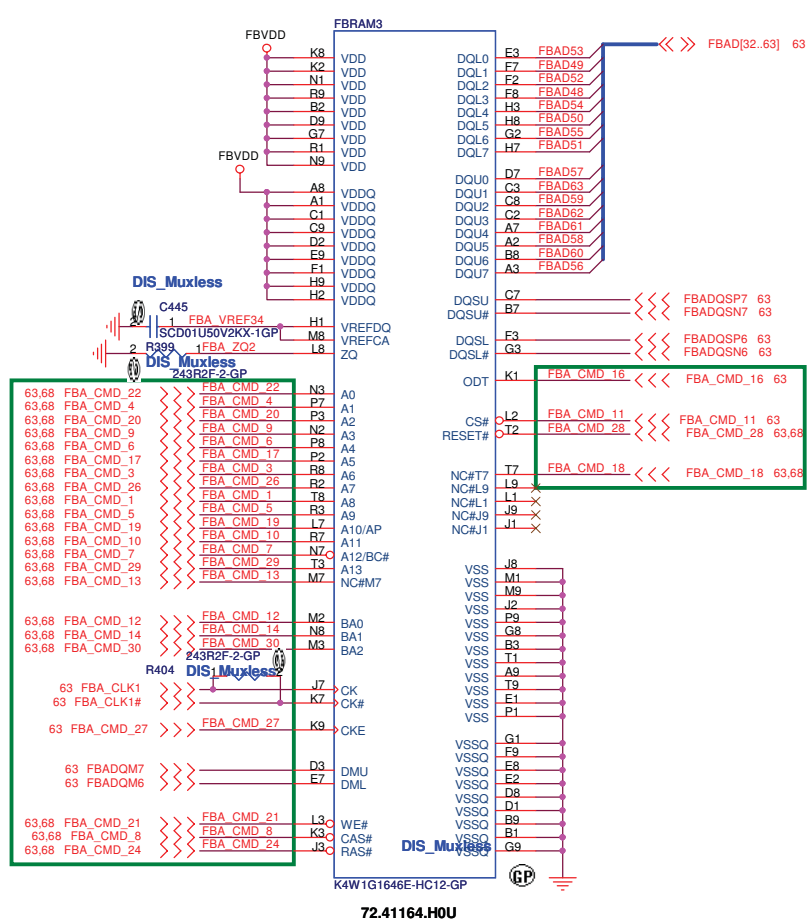 FBRAM3
FBVDD
K8 VDD
K2 VDD
N1 VDD
R9 VDD
B2 VDD
D9 VDD
G7 VDD
R1 VDD
N9 VDD
FBVDD
A8 VDDQ
A1 VDDQ
C1 VDDQ
C9 VDDQ
D2 VDDQ
E9 VDDQ
F1 VDDQ
H9 VDDQ
H2 VDDQ
DIS_Muxless
C445
2 1 FBA_VREF34 H1 VREFDQ
SCD01U50V2KX-1GP M8 VREFCA
R399
2 1 FBA_ZQ2 L8 ZQ
DIS_Muxless
243R2F-2-GP
63,68 FBA_CMD_22 FBA_CMD_22 N3 A0
63,68 FBA_CMD_4 FBA_CMD_4 P7 A1
63,68 FBA_CMD_20 FBA_CMD_20 P3 A2
63,68 FBA_CMD_9 FBA_CMD_9 N2 A3
63,68 FBA_CMD_6 FBA_CMD_6 P8 A4
63,68 FBA_CMD_17 FBA_CMD_17 P2 A5
63,68 FBA_CMD_3 FBA_CMD_3 R8 A6
63,68 FBA_CMD_26 FBA_CMD_26 R2 A7
63,68 FBA_CMD_1 FBA_CMD_1 T8 A8
63,68 FBA_CMD_5 FBA_CMD_5 R3 A9
63,68 FBA_CMD_19 FBA_CMD_19 L7 A10/AP
63,68 FBA_CMD_10 FBA_CMD_10 R7 A11
63,68 FBA_CMD_7 FBA_CMD_7 N7 A12/BC#
63,68 FBA_CMD_29 FBA_CMD_29 T3 A13
63,68 FBA_CMD_13 FBA_CMD_13 M7 NC#M7
63,68 FBA_CMD_12 FBA_CMD_12 M2 BA0
63,68 FBA_CMD_14 FBA_CMD_14 N8 BA1
63,68 FBA_CMD_30 FBA_CMD_30 M3 BA2
243R2F-2-GP
R404 DIS_Muxless
1 2
63 FBA_CLK1 J7 CK
63 FBA_CLK1# K7 CK#
63 FBA_CMD_27 FBA_CMD_27 K9 CKE
63 FBADQM7 D3 DMU
63 FBADQM6 E7 DML
63,68 FBA_CMD_21 FBA_CMD_21 L3 WE#
63,68 FBA_CMD_8 FBA_CMD_8 K3 CAS#
63,68 FBA_CMD_24 FBA_CMD_24 J3 RAS#
DQL0 E3 FBAD53 FBAD[32..63] 63
DQL1 F7 FBAD49
DQL2 F2 FBAD52
DQL3 F8 FBAD48
DQL4 H3 FBAD54
DQL5 H8 FBAD50
DQL6 G2 FBAD55
DQL7 H7 FBAD51
DQU0 D7 FBAD57
DQU1 C3 FBAD63
DQU2 C8 FBAD59
DQU3 C2 FBAD62
DQU4 A7 FBAD61
DQU5 A2 FBAD58
DQU6 B8 FBAD60
DQU7 A3 FBAD56
DQSU C7 FBADQSP7 63
DQSU# B7 FBADQSN7 63
DQSL F3 FBADQSP6 63
DQSL# G3 FBADQSN6 63
ODT K1 FBA_CMD_16 FBA_CMD_16 63
CS# L2 FBA_CMD_11 FBA_CMD_11 63
RESET# T2 FBA_CMD_28 FBA_CMD_28 63,68
NC#T7 T7 FBA_CMD_18 FBA_CMD_18 63,68
NC#L9 L9
NC#L1 L1
NC#J9 J9
NC#J1 J1
VSS J8
VSS M1
VSS M9
VSS J2
VSS P9
VSS G8
VSS B3
VSS T1
VSS A9
VSS T9
VSS E1
VSS P1
VSSQ G1
VSSQ F9
VSSQ E8
VSSQ E2
VSSQ D8
VSSQ D1
VSSQ B9
VSSQ B1
DIS_Muxless
VSSQ G9
GP
K4W1G1646E-HC12-GP
72.41164.H0U